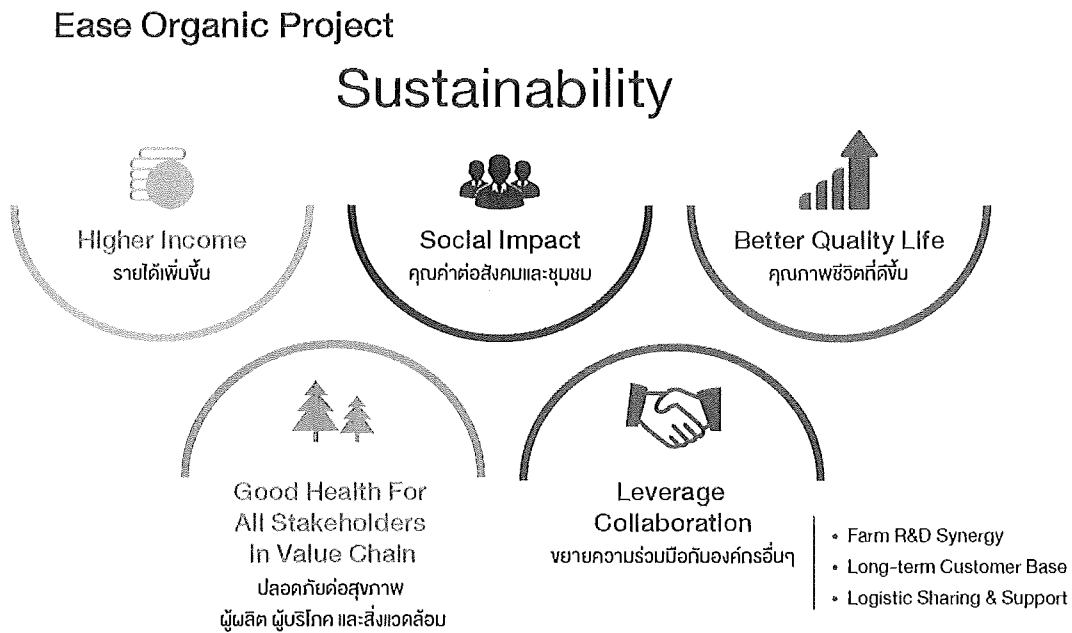 Ease Organic Project
Sustainability
Higher Income
รายได้เพิ่มขึ้น
Social Impact
คุณค่าต่อสังคมและชุมชม
Better Quality Life
คุณภาพชีวิตที่ดีขึ้น
Good Health For
All Stakeholders
In Value Chain
ปลอดภัยต่อสุขภาพ
ผู้ผลิต ผู้บริโภค และสิ่งแวดล้อม
Leverage
Collaboration
ขยายความร่วมมือกับองค์กรอื่นๆ
• Farm R&D Synergy
• Long-term Customer Base
• Logistic Sharing & Support